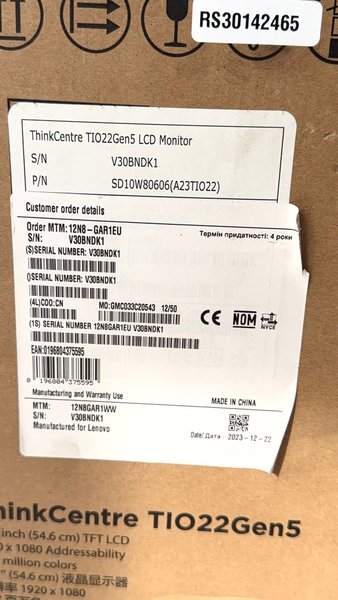 RS30142465
ThinkCentre TIO22Gen5 LCD Monitor
S/N V30BNDK1
P/N SD10W80606(A23TIO22)
Customer order details
Order MTM: 12N8-GAR1EU
S/N: V30BNDK1
Термін придатності: 4 роки
(S)SERIAL NUMBER: V30BNDK1
()SERIAL NUMBER: V30BNDK1
(4L)COO:CN MO:GMC033C20543 12/50
CE NOM NYCE
(1S) SERIAL NUMBER 12N8GAR1EU V30BNDK1
EAN:0196804375595
0 196804 375595
Manufacturing and Warranty Use
MADE IN CHINA
MTM: 12N8GAR1WW
S/N: V30BNDK1
Manufactured for Lenovo
Date/Дата 2023-12-22
hinkCentre TIO22Gen5
inch (54.6 cm) TFT LCD
0 x 1080 Addressability
million colors
" (54.6 cm) 液晶显示器
辨率 1920 x 1080